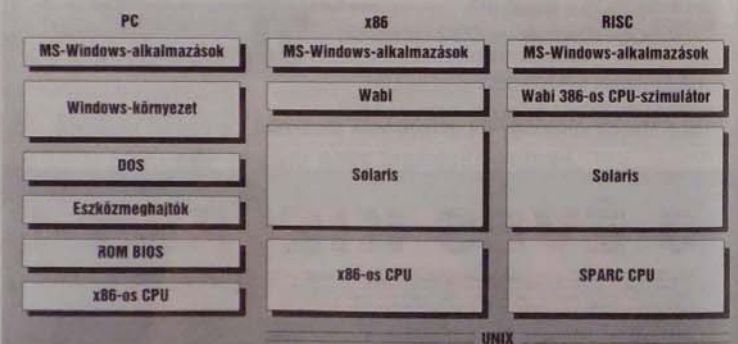 PC
MS-Windows-alkalmazások
Windows-környezet
DOS
Eszközmeghajtók
ROM BIOS
x86-os CPU
x86
MS-Windows-alkalmazások
Wabi
Solaris
x86-os CPU
RISC
MS-Windows-alkalmazások
Wabi 386-os CPU-szimulátor
Solaris
SPARC CPU
UNIX